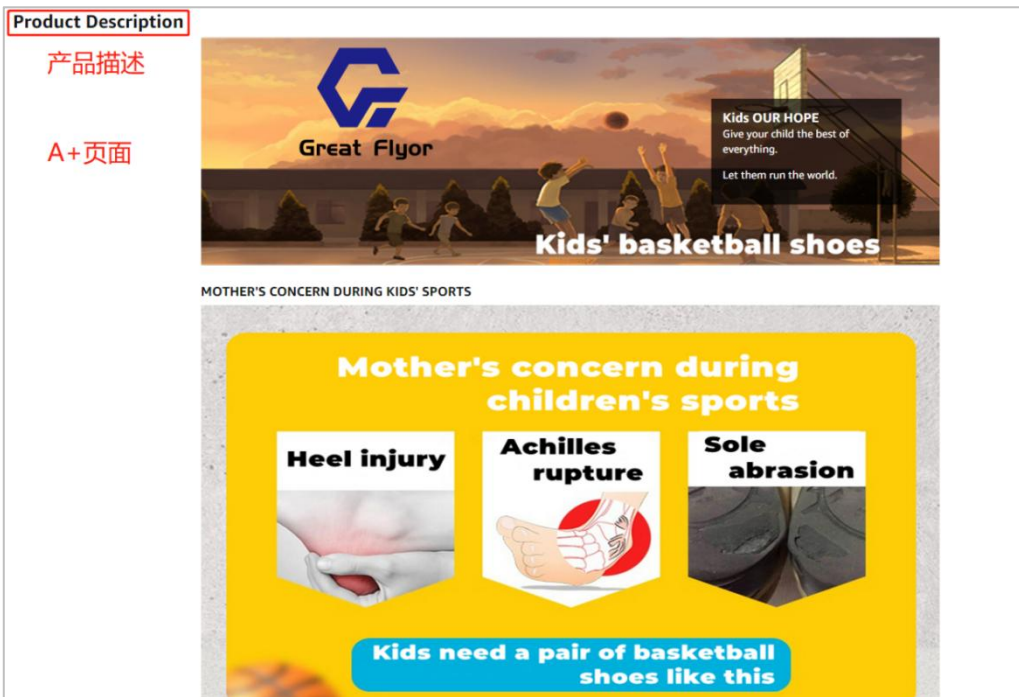 Product Description
产品描述
A+页面
Great Flyor
Kids OUR HOPE
Give your child the best of
everything.
Let them run the world.
Kids' basketball shoes
MOTHER'S CONCERN DURING KIDS' SPORTS
Mother's concern during
children's sports
Heel injury
Achilles
rupture
Sole
abrasion
Kids need a pair of basketball
shoes like this